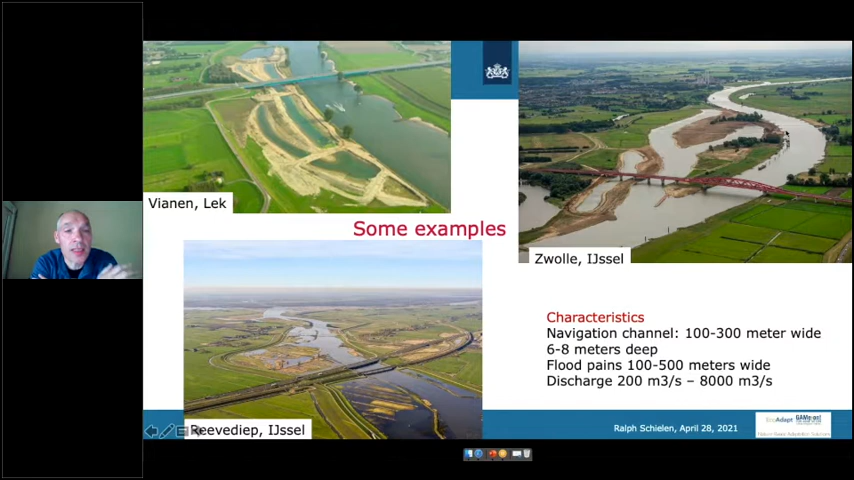 Vianen, Lek
Some examples
Zwolle, IJssel
Characteristics
Navigation channel: 100-300 meter wide
6-8 meters deep
Flood pains 100-500 meters wide
Discharge 200 m3/s – 8000 m3/s
Reevediep, IJssel
Ralph Schielen, April 28, 2021